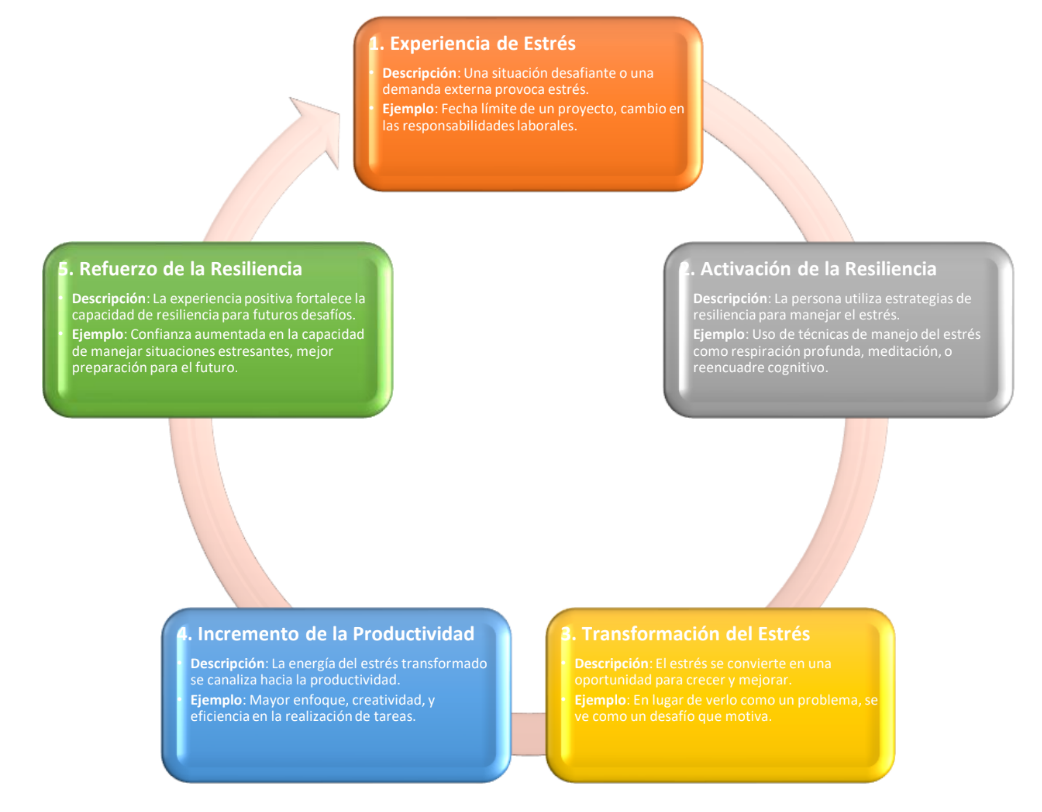 1. Experiencia de Estrés
• Descripción: Una situación desafiante o una
demanda externa provoca estrés.
• Ejemplo: Fecha límite de un proyecto, cambio en
las responsabilidades laborales.
2. Activación de la Resiliencia
Descripción: La persona utiliza estrategias de
resiliencia para manejar el estrés.
Ejemplo: Uso de técnicas de manejo del estrés
como respiración profunda, meditación, o
reencuadre cognitivo.
3. Transformación del Estrés
• Descripción: El estrés se convierte en una
oportunidad para crecer y mejorar.
• Ejemplo: En lugar de verlo como un problema, se
ve como un desafío que motiva.
4. Incremento de la Productividad
• Descripción: La energía del estrés transformado
se canaliza hacia la productividad.
• Ejemplo: Mayor enfoque, creatividad, y
eficiencia en la realización de tareas.
5. Refuerzo de la Resiliencia
• Descripción: La experiencia positiva fortalece la
capacidad de resiliencia para futuros desafíos.
• Ejemplo: Confianza aumentada en la capacidad
de manejar situaciones estresantes, mejor
preparación para el futuro.